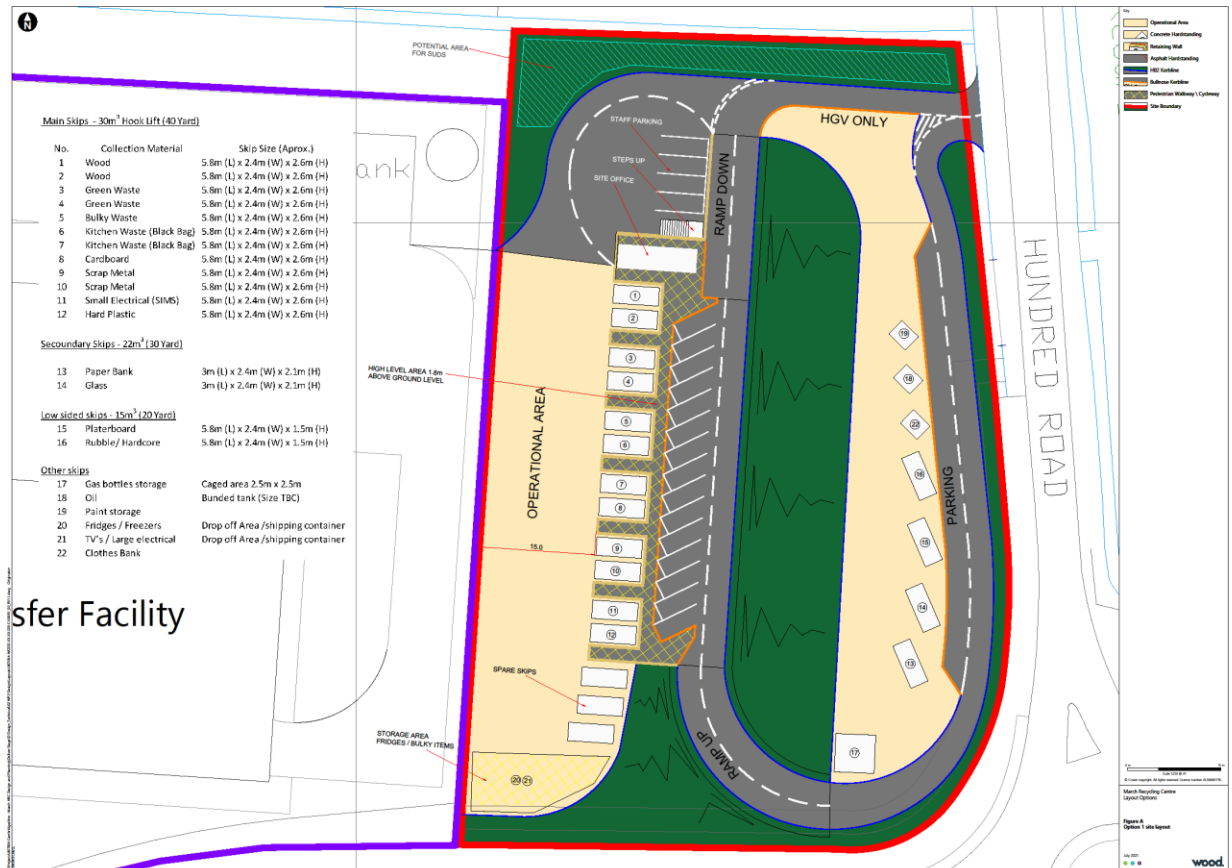 N
POTENTIAL AREA
FOR SUDS
Main Skips - 30m³ Hook Lift (40 Yard)
No. Collection Material Skip Size (Aprox.)
1 Wood 5.8m (L) x 2.4m (W) x 2.6m (H)
2 Wood 5.8m (L) x 2.4m (W) x 2.6m (H)
3 Green Waste 5.8m (L) x 2.4m (W) x 2.6m (H)
4 Green Waste 5.8m (L) x 2.4m (W) x 2.6m (H)
5 Bulky Waste 5.8m (L) x 2.4m (W) x 2.6m (H)
6 Kitchen Waste (Black Bag) 5.8m (L) x 2.4m (W) x 2.6m (H)
7 Kitchen Waste (Black Bag) 5.8m (L) x 2.4m (W) x 2.6m (H)
8 Cardboard 5.8m (L) x 2.4m (W) x 2.6m (H)
9 Scrap Metal 5.8m (L) x 2.4m (W) x 2.6m (H)
10 Scrap Metal 5.8m (L) x 2.4m (W) x 2.6m (H)
11 Small Electrical (SIMS) 5.8m (L) x 2.4m (W) x 2.6m (H)
12 Hard Plastic 5.8m (L) x 2.4m (W) x 2.6m (H)
Secoundary Skips - 22m³ (30 Yard)
13 Paper Bank 3m (L) x 2.4m (W) x 2.1m (H)
14 Glass 3m (L) x 2.4m (W) x 2.1m (H)
Low sided skips - 15m³ (20 Yard)
15 Platerboard 5.8m (L) x 2.4m (W) x 1.5m (H)
16 Rubble/ Hardcore 5.8m (L) x 2.4m (W) x 1.5m (H)
Other skips
17 Gas bottles storage Caged area 2.5m x 2.5m
18 Oil Bunded tank (Size TBC)
19 Paint storage
20 Fridges / Freezers Drop off Area /shipping container
21 TV's / Large electrical Drop off Area /shipping container
22 Clothes Bank
ank
sfer Facility
STAFF PARKING
STEPS UP
SITE OFFICE
HGV ONLY
RAMP DOWN
HIGH LEVEL AREA 1.8m
ABOVE GROUND LEVEL
OPERATIONAL AREA
15.0
1
2
3
4
5
6
7
8
9
10
11
12
SPARE SKIPS
STORAGE AREA
FRIDGES / BULKY ITEMS
20 21
RAMP UP
19
18
22
16
15
14
13
17
PARKING
HUNDRED ROAD
Key
Operational Area
Concrete Hardstanding
Retaining Wall
Asphalt Hardstanding
HB2 Kerbline
Bullnose Kerbline
Pedestrian Walkway \ Cycleway
Site Boundary
March Recycling Centre
Layout Options
Figure A
Option 1 site layout
July 2021
wood.